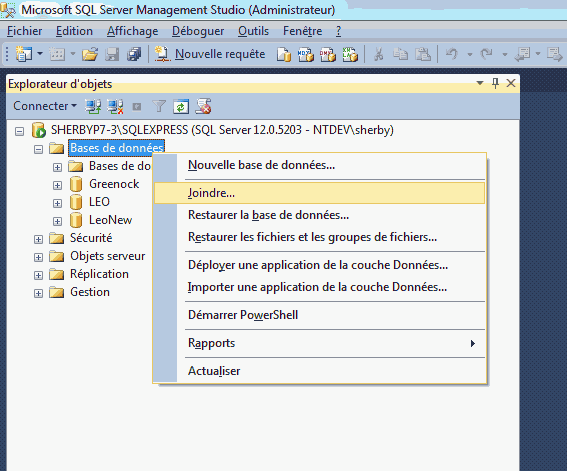 Microsoft SQL Server Management Studio (Administrateur)
Fichier Edition Affichage Déboguer Outils Fenêtre ?
Nouvelle requête
Explorateur d'objets
Connecter
SHERBYP7-3\SQLEXPRESS (SQL Server 12.0.5203 - NTDEV\sherby)
Bases de données
Bases de do
Greenock
LEO
LeoNew
Sécurité
Objets serveur
Réplication
Gestion
Nouvelle base de données...
Joindre...
Restaurer la base de données...
Restaurer les fichiers et les groupes de fichiers...
Déployer une application de la couche Données...
Importer une application de la couche Données...
Démarrer PowerShell
Rapports
Actualiser